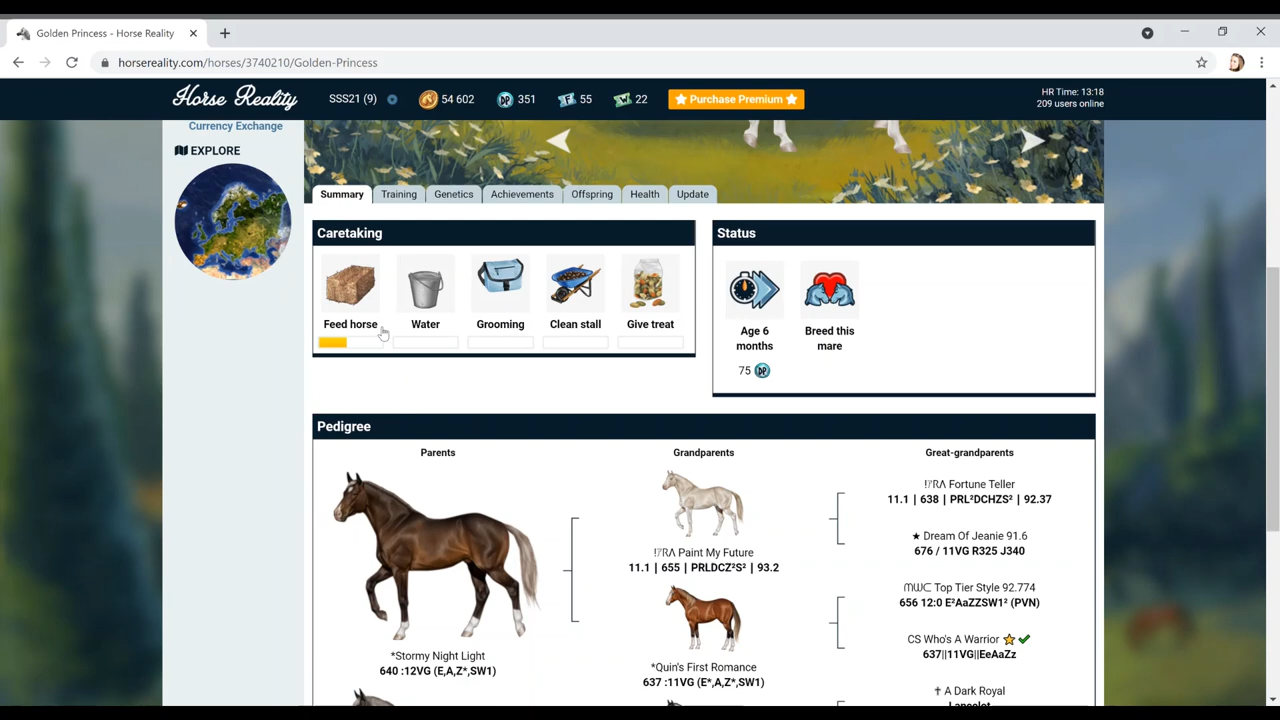 Golden Princess - Horse Reality
horsereality.com/horses/3740210/Golden-Princess
Horse Reality
SSS21 (9)
54 602
DP
351
F
55
W
22
Purchase Premium
HR Time: 13:18
209 users online
Currency Exchange
EXPLORE
Summary
Training
Genetics
Achievements
Offspring
Health
Update
Caretaking
Feed horse
Water
Grooming
Clean stall
Give treat
Status
Age 6
months
75 DP
Breed this
mare
Pedigree
Parents
Grandparents
Great-grandparents
*Stormy Night Light
640 :12VG (E,A,Z*,SW1)
Paint My Future
11.1 | 655 | PRLDCZ²S² | 93.2
*Quin's First Romance
637 :11VG (E*,A,Z*,SW1)
Fortune Teller
11.1 | 638 | PRL²DCHZS² | 92.37
★ Dream Of Jeanie 91.6
676 / 11VG R325 J340
Top Tier Style 92.774
656 12:0 E²AaZZSW1² (PVN)
CS Who's A Warrior ⭐ ✔
637||11VG||EeAaZz
✝ A Dark Royal
Lancelot